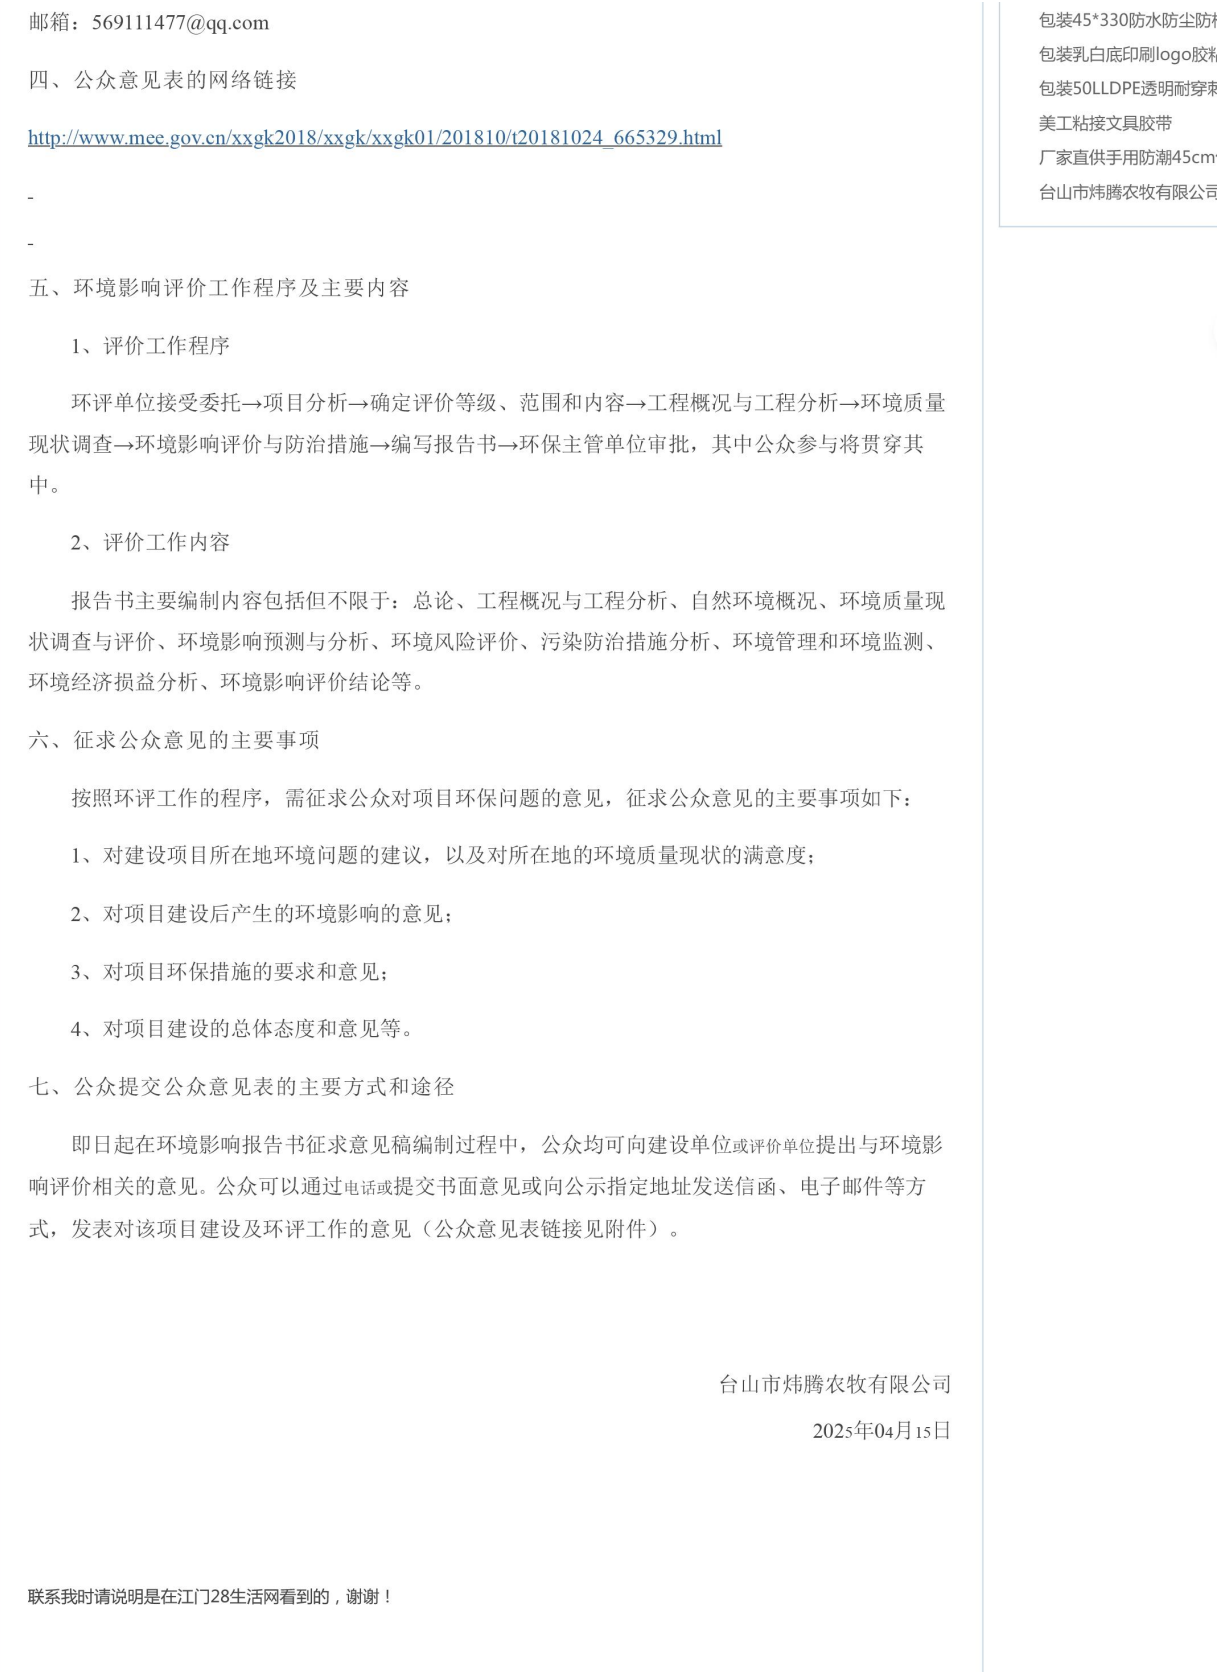 邮箱：569111477@qq.com
四、公众意见表的网络链接
http://www.mee.gov.cn/xxgk2018/xxgk/xxgk01/201810/t20181024_665329.html
-
-
五、环境影响评价工作程序及主要内容
1、评价工作程序
环评单位接受委托→项目分析→确定评价等级、范围和内容→工程概况与工程分析→环境质量
现状调查→环境影响评价与防治措施→编写报告书→环保主管单位审批，其中公众参与将贯穿其
中。
2、评价工作内容
报告书主要编制内容包括但不限于：总论、工程概况与工程分析、自然环境概况、环境质量现
状调查与评价、环境影响预测与分析、环境风险评价、污染防治措施分析、环境管理和环境监测、
环境经济损益分析、环境影响评价结论等。
六、征求公众意见的主要事项
按照环评工作的程序，需征求公众对项目环保问题的意见，征求公众意见的主要事项如下：
1、对建设项目所在地环境问题的建议，以及对所在地的环境质量现状的满意度；
2、对项目建设后产生的环境影响的意见；
3、对项目环保措施的要求和意见；
4、对项目建设的总体态度和意见等。
七、公众提交公众意见表的主要方式和途径
即日起在环境影响报告书征求意见稿编制过程中，公众均可向建设单位或评价单位提出与环境影
响评价相关的意见。公众可以通过电话或提交书面意见或向公示指定地址发送信函、电子邮件等方
式，发表对该项目建设及环评工作的意见（公众意见表链接见附件）。
台山市炜腾农牧有限公司
2025年04月15日
联系我时请说明是在江门28生活网看到的，谢谢！
包装45*330防水防尘防
包装乳白底印刷logo胶
包装50LLDPE透明耐穿
美工粘接文具胶带
厂家直供手用防潮45cm
台山市炜腾农牧有限公司